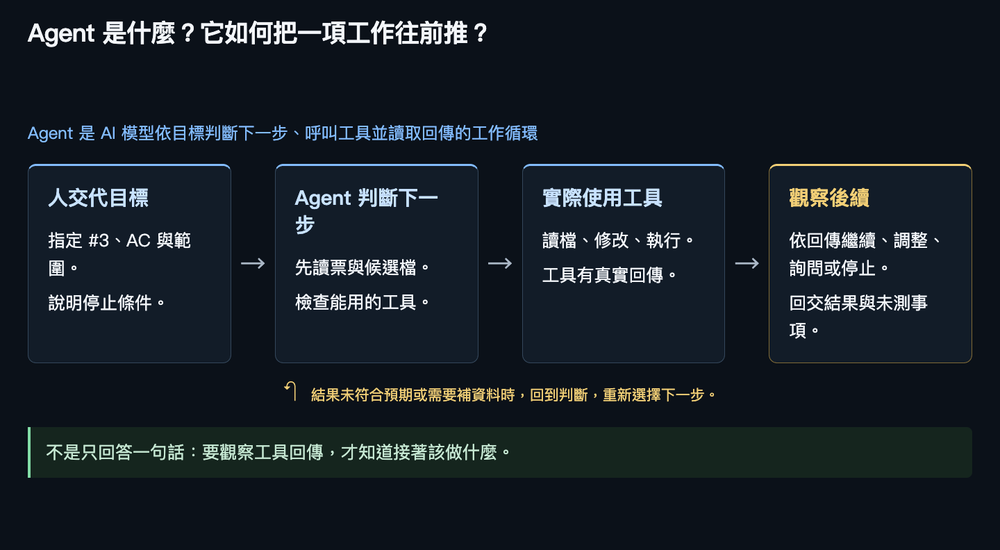 Agent 是什麼？它如何把一項工作往前推？
Agent 是 AI 模型依目標判斷下一步、呼叫工具並讀取回傳的工作循環
人交代目標
指定 #3、AC 與範
圍。
說明停止條件。
→
Agent 判斷下一
步
先讀票與候選檔。
檢查能用的工具。
→
實際使用工具
讀檔、修改、執行。
工具有真實回傳。
→
觀察後續
依回傳繼續、調整、
詢問或停止。
回交結果與未測事
項。
結果未符合預期或需要補資料時，回到判斷，重新選擇下一步。
不是只回答一句話：要觀察工具回傳，才知道接著該做什麼。